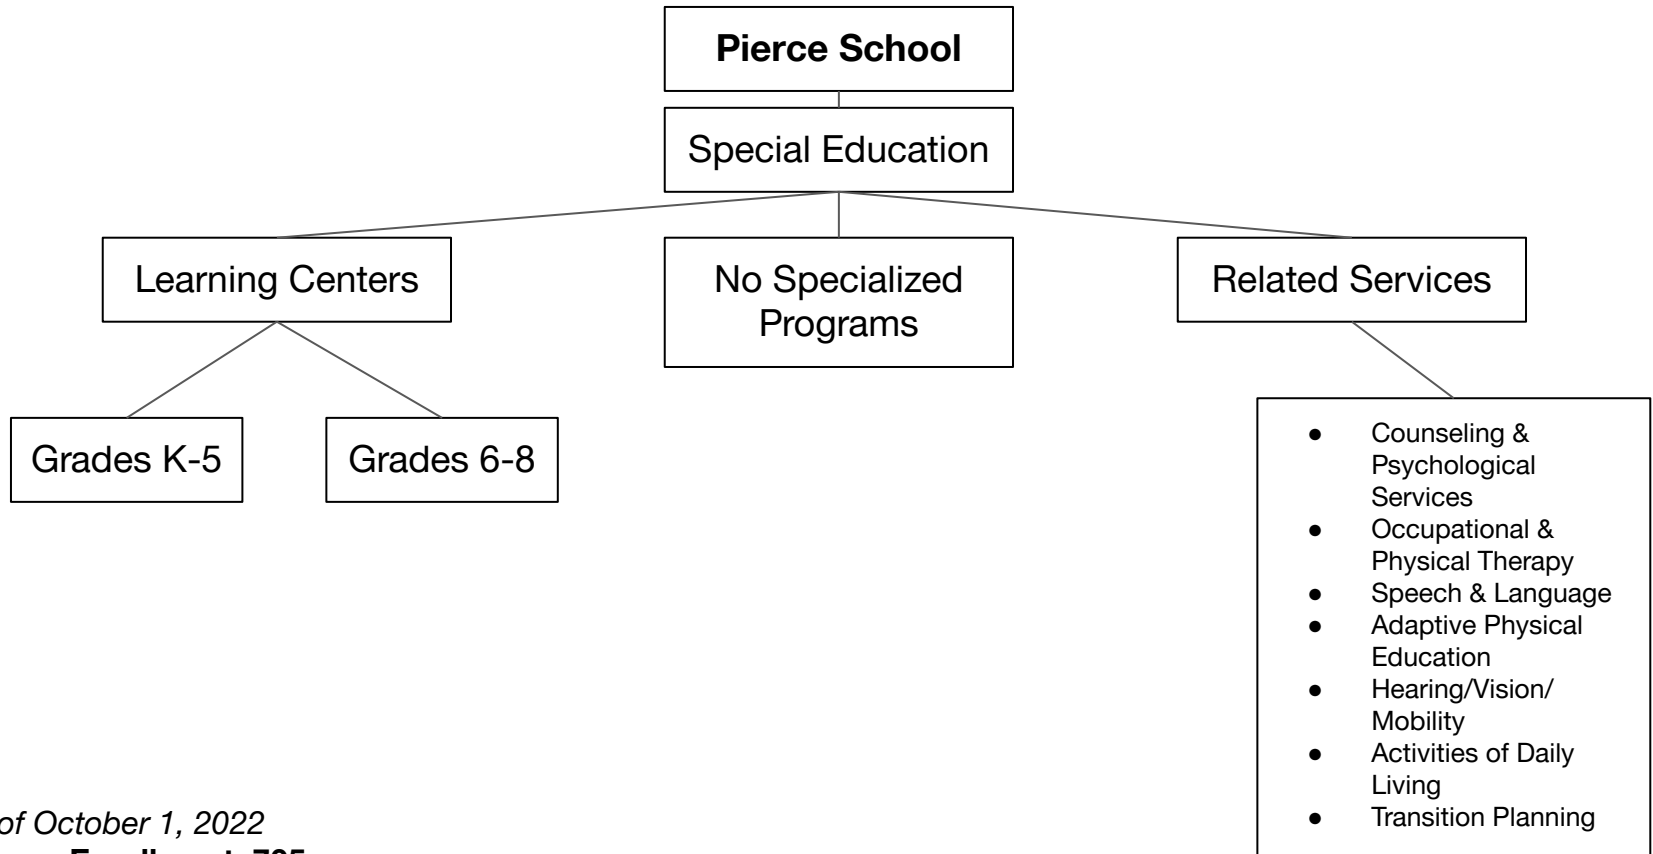 Pierce School
Special Education
Learning Centers
No Specialized
Programs
Related Services
Grades K-5
Grades 6-8
● Counseling &
Psychological
Services
● Occupational &
Physical Therapy
● Speech & Language
● Adaptive Physical
Education
● Hearing/Vision/
Mobility
● Activities of Daily
Living
● Transition Planning
of October 1, 2022